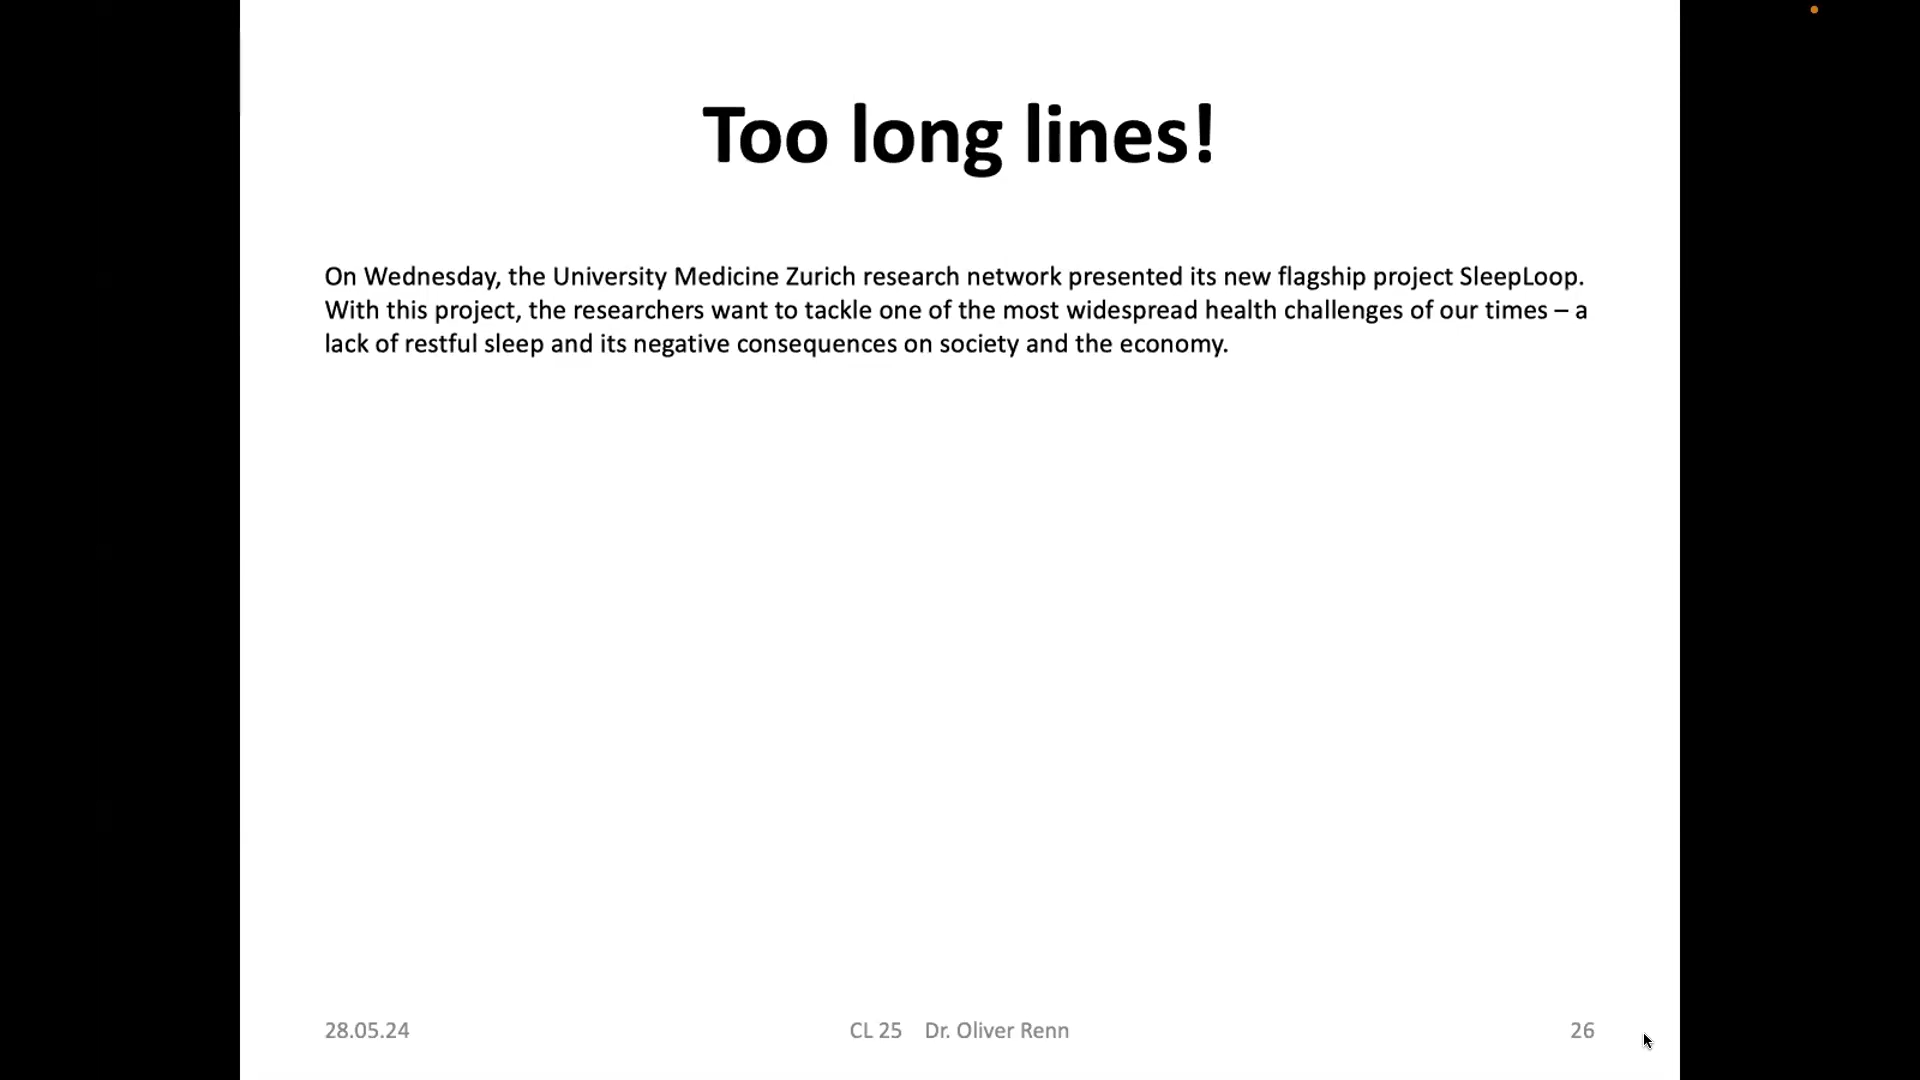 Too long lines!
On Wednesday, the University Medicine Zurich research network presented its new flagship project SleepLoop.
With this project, the researchers want to tackle one of the most widespread health challenges of our times – a
lack of restful sleep and its negative consequences on society and the economy.
28.05.24 CL 25 Dr. Oliver Renn 26